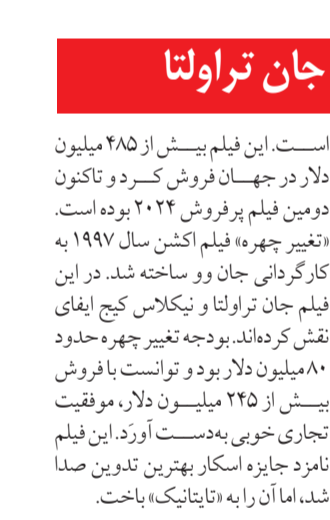 جان تراولتا
است. این فیلم بیش از ۴۸۵ میلیون
دلار در جهان فروش کرد و تاکنون
دومین فیلم پرفروش ۲۰۲۴ بوده است.
«تغییر چهره» فیلم اکشن سال ۱۹۹۷ به
کارگردانی جان وو ساخته شد. در این
فیلم جان تراولتا و نیکلاس کیج ایفای
نقش کرده‌اند. بودجه تغییر چهره حدود
۸۰ میلیون دلار بود و توانست با فروش
بیش از ۲۴۵ میلیون دلار، موفقیت
تجاری خوبی به‌دست آورَد. این فیلم
نامزد جایزه اسکار بهترین تدوین صدا
شد، اما آن را به «تایتانیک» باخت.